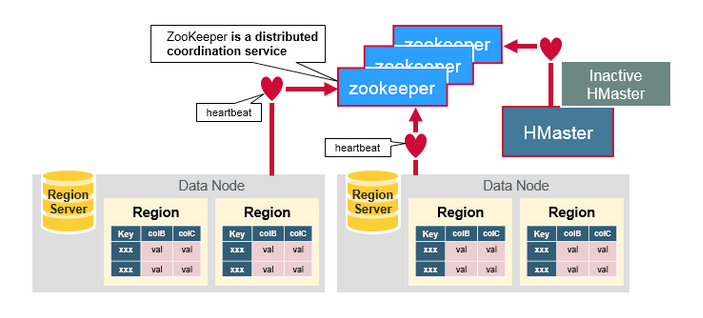 ZooKeeper is a distributed
coordination service
zooKeeper
zookeeper
zookeeper
heartbeat
heartbeat
Inactive
HMaster
HMaster
Data Node
Region
Server
Region
Key colB colC
xxx val val
xxx val val
Region
Key colB colC
xxx val val
xxx val val
Data Node
Region
Server
Region
Key colB colC
xxx val val
xxx val val
Region
Key colB colC
xxx val val
xxx val val